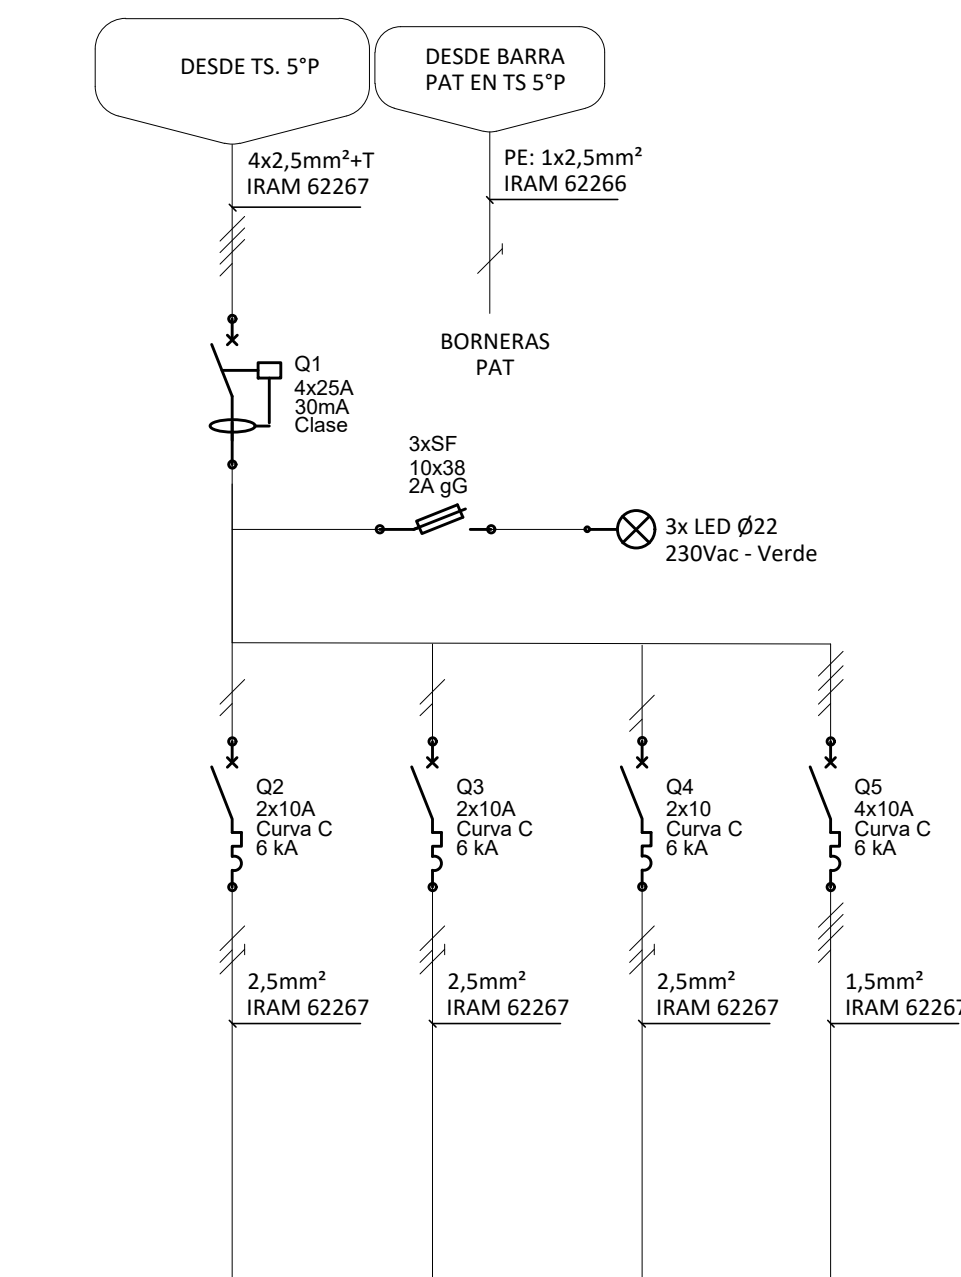 DESDE TS. 5°P
DESDE BARRA
PAT EN TS 5°P
4x2,5mm²+T
IRAM 62267
PE: 1x2,5mm²
IRAM 62266
BORNERAS
PAT
Q1
4x25A
30mA
Clase
3xSF
10x38
2A gG
3x LED Ø22
230Vac - Verde
Q2
2x10A
Curva C
6 kA
Q3
2x10A
Curva C
6 kA
Q4
2x10
Curva C
6 kA
Q5
4x10A
Curva C
6 kA
2,5mm²
IRAM 62267
2,5mm²
IRAM 62267
2,5mm²
IRAM 62267
1,5mm²
IRAM 62267